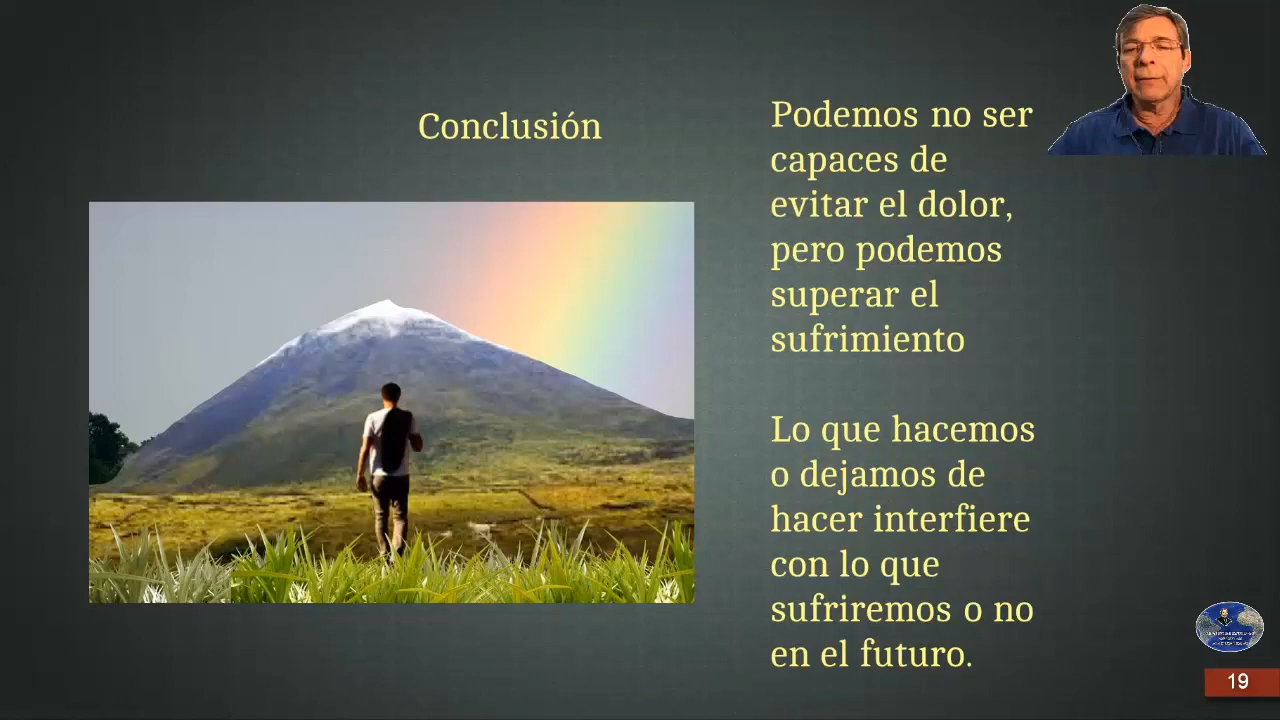 Conclusión
Podemos no ser
capaces de
evitar el dolor,
pero podemos
superar el
sufrimiento
Lo que hacemos
o dejamos de
hacer interfiere
con lo que
sufriremos o no
en el futuro.
19